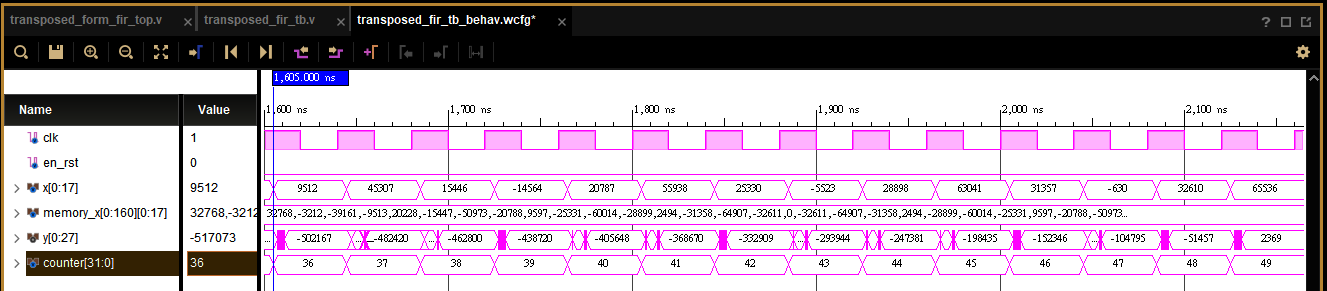 transposed_form_fir_top.v × transposed_fir_tb.v × transposed_fir_tb_behav.wcfg* ×
?
1,605.000 ns
Name Value 1,600 ns 1,700 ns 1,800 ns 1,900 ns 2,000 ns 2,100 ns
clk 1
en_rst 0
x[0:17] 9512 9512 45307 15446 -14564 20787 55938 25330 -5523 28898 63041 31357 -630 32610 65536
memory_x[0:160][0:17] 32768,-3212 32768,-3212,-39161,-9513,20228,-15447,-50973,-20788,9597,-25331,-60014,-28899,2494,-31358,-64907,-32611,0,-32611,-64907,-31358,2494,-28899,-60014,-25331,9597,-20788,-50973...
y[0:27] -517073 ... -502167 ... -482420 ... -462800 -438720 ... -405648 -368670 -332909 ... -293944 -247381 -198435 -152346 ... -104795 -51457 2369
counter[31:0] 36 36 37 38 39 40 41 42 43 44 45 46 47 48 49